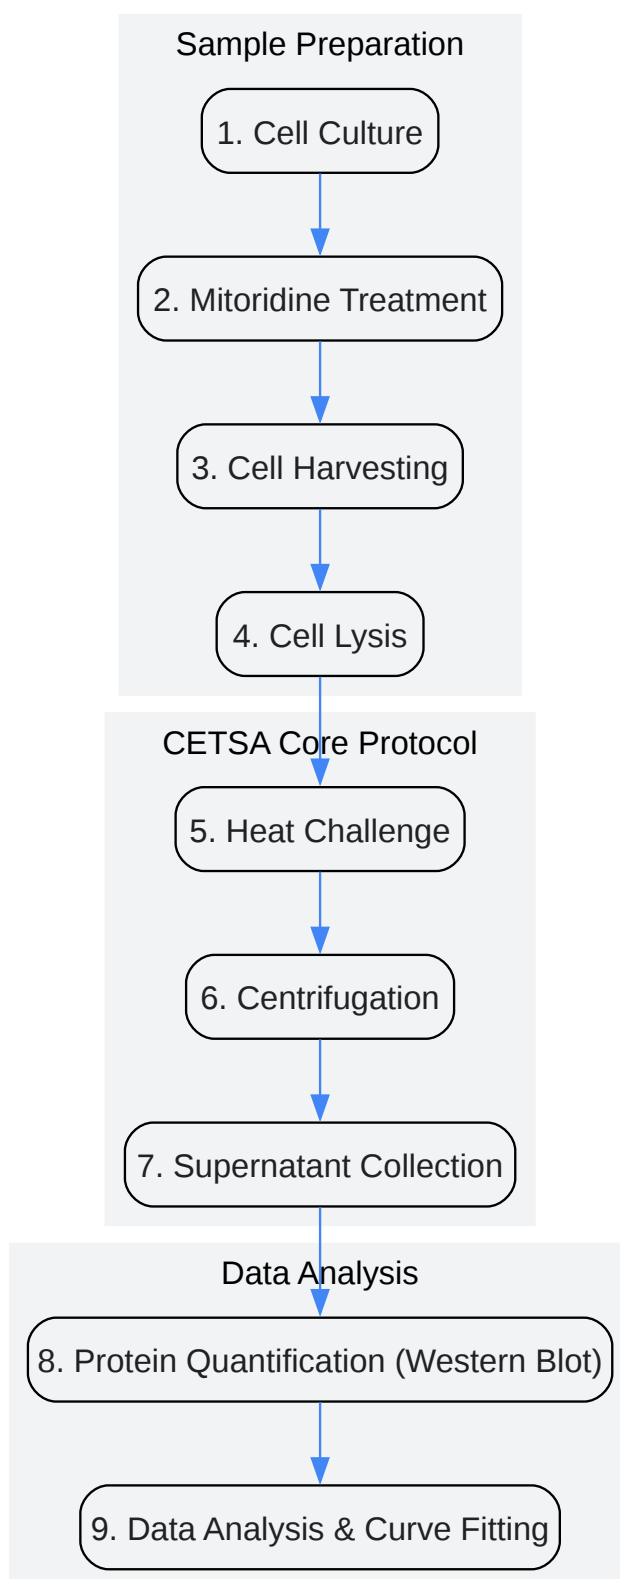 Sample Preparation
1. Cell Culture
2. Mitoridine Treatment
3. Cell Harvesting
4. Cell Lysis
CETSA Core Protocol
5. Heat Challenge
6. Centrifugation
7. Supernatant Collection
Data Analysis
8. Protein Quantification (Western Blot)
9. Data Analysis & Curve Fitting